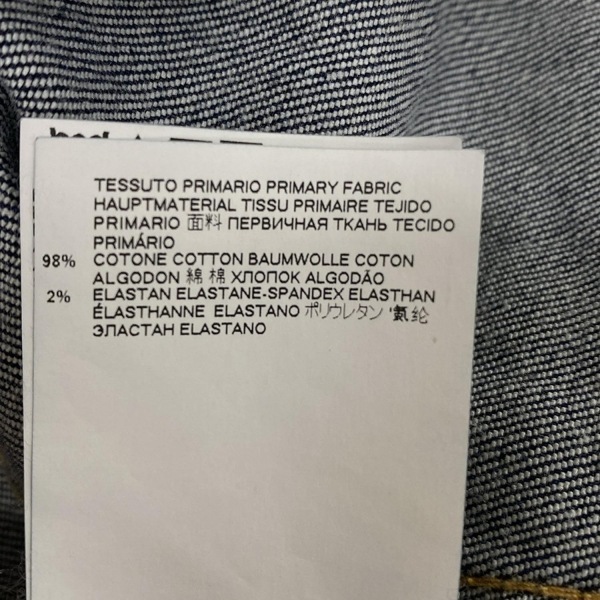 TESSUTO PRIMARIO PRIMARY FABRIC
HAUPTMATERIAL TISSU PRIMAIRE TEJIDO
PRIMARIO 面料 ПЕРВИЧНАЯ ТКАНЬ TECIDO
PRIMÁRIO
98% COTONE COTTON BAUMWOLLE COTON
ALGODON 綿 棉 ХЛОПОК ALGODÃO
2% ELASTAN ELASTANE-SPANDEX ELASTHAN
ÉLASTHANNE ELASTANO ポリウレタン '氨纶
ЭЛАСТАН ELASTANO